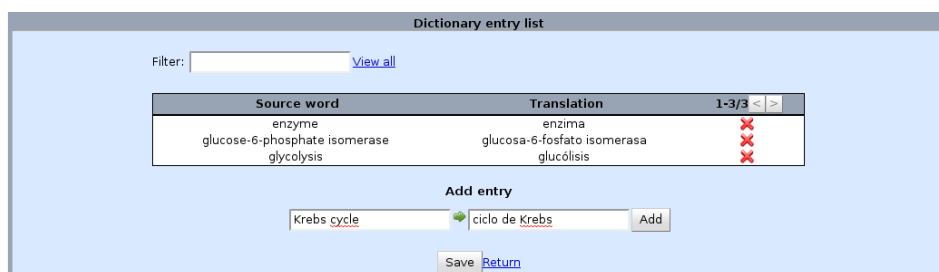 Dictionary entry list
Filter: View all
Source word Translation 1-3/3 < >
enzyme enzima
glucose-6-phosphate isomerase glucosa-6-fosfato isomerasa
glycolysis glucólisis
Add entry
Krebs cycle ciclo de Krebs Add
Save Return